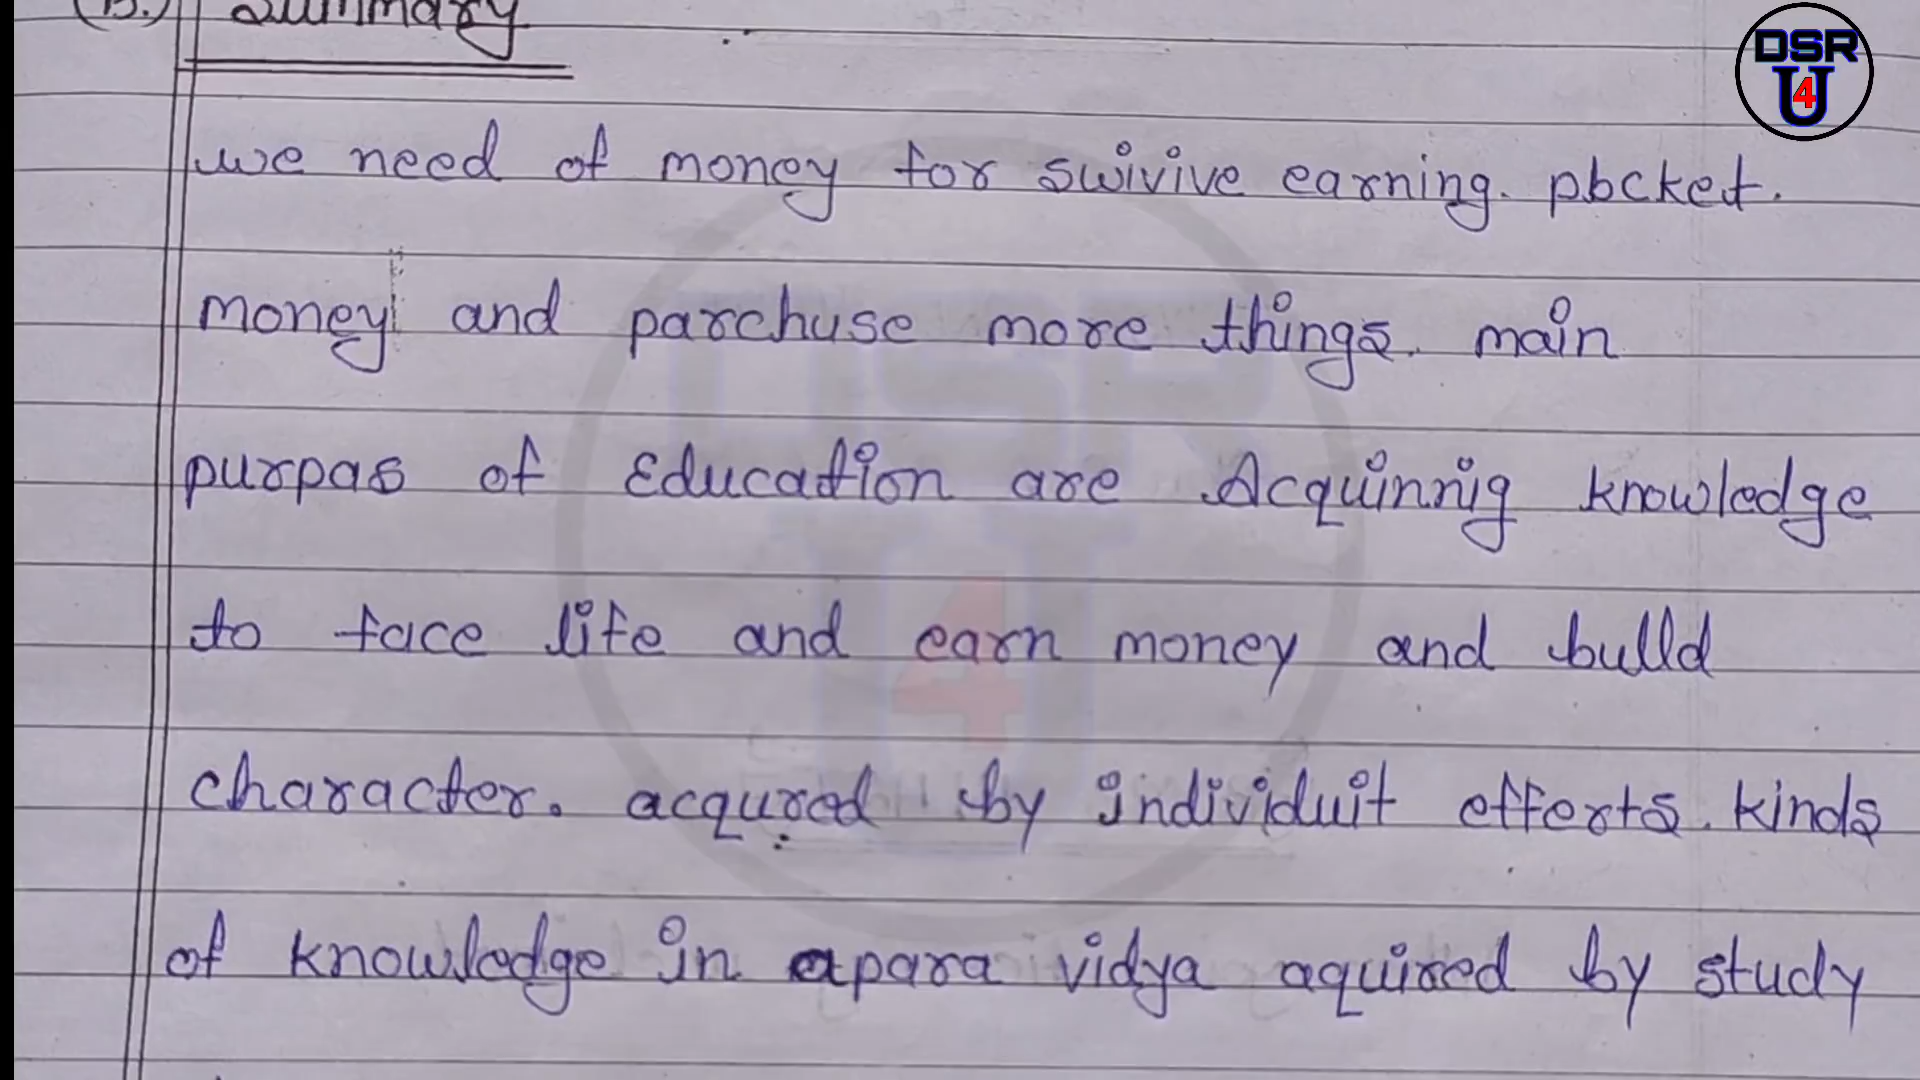 (B.) Summary
DSR
U
4
we need of money for swivive earning. pocket.
money and parchuse more things. main
purpas of Education are Acquinnig knowledge
to face life and earn money and bulld
character. acqured by individuit efforts. kinds
of knowledge in apara vidya aquired by study